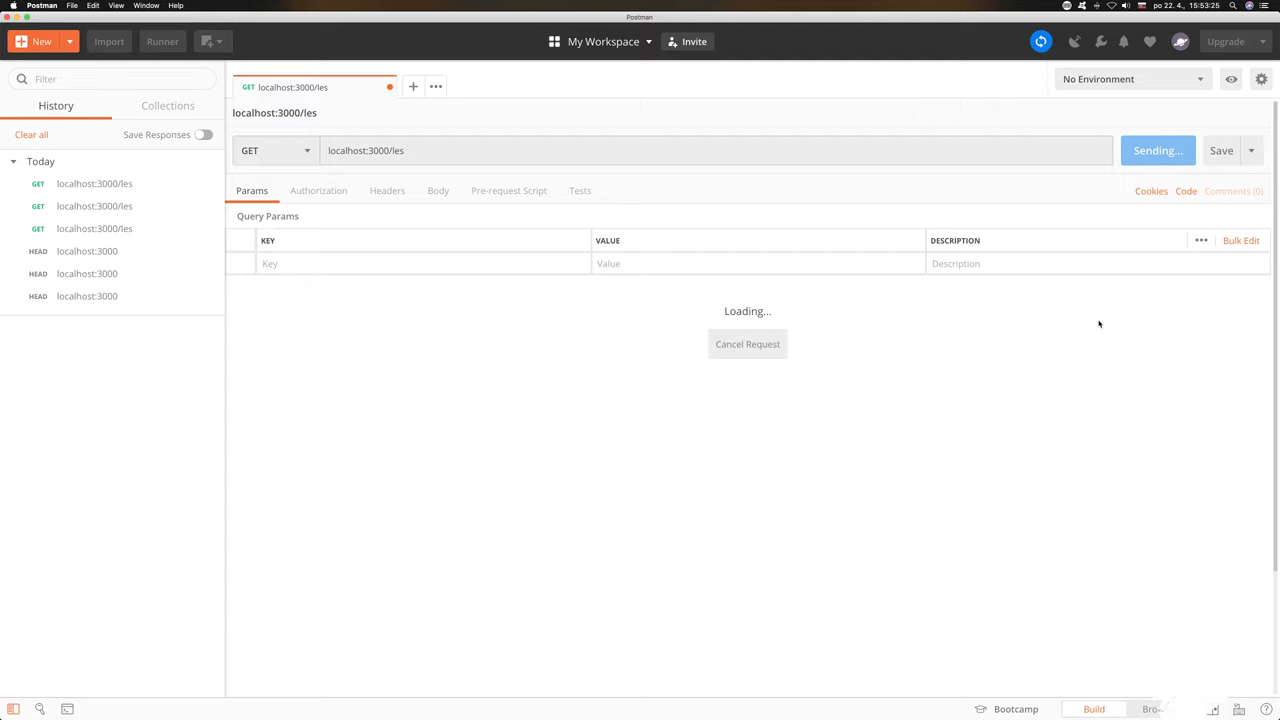 Postman File Edit View Window Help po 22. 4., 15:53:25
Postman
New Import Runner My Workspace Invite Upgrade
Filter
History Collections
Clear all Save Responses
Today
GET localhost:3000/les
GET localhost:3000/les
GET localhost:3000/les
HEAD localhost:3000
HEAD localhost:3000
HEAD localhost:3000
GET localhost:3000/les
No Environment
localhost:3000/les
GET localhost:3000/les Sending... Save
Params Authorization Headers Body Pre-request Script Tests Cookies Code Comments (0)
Query Params
KEY VALUE DESCRIPTION Bulk Edit
Key Value Description
Loading...
Cancel Request
Bootcamp Build